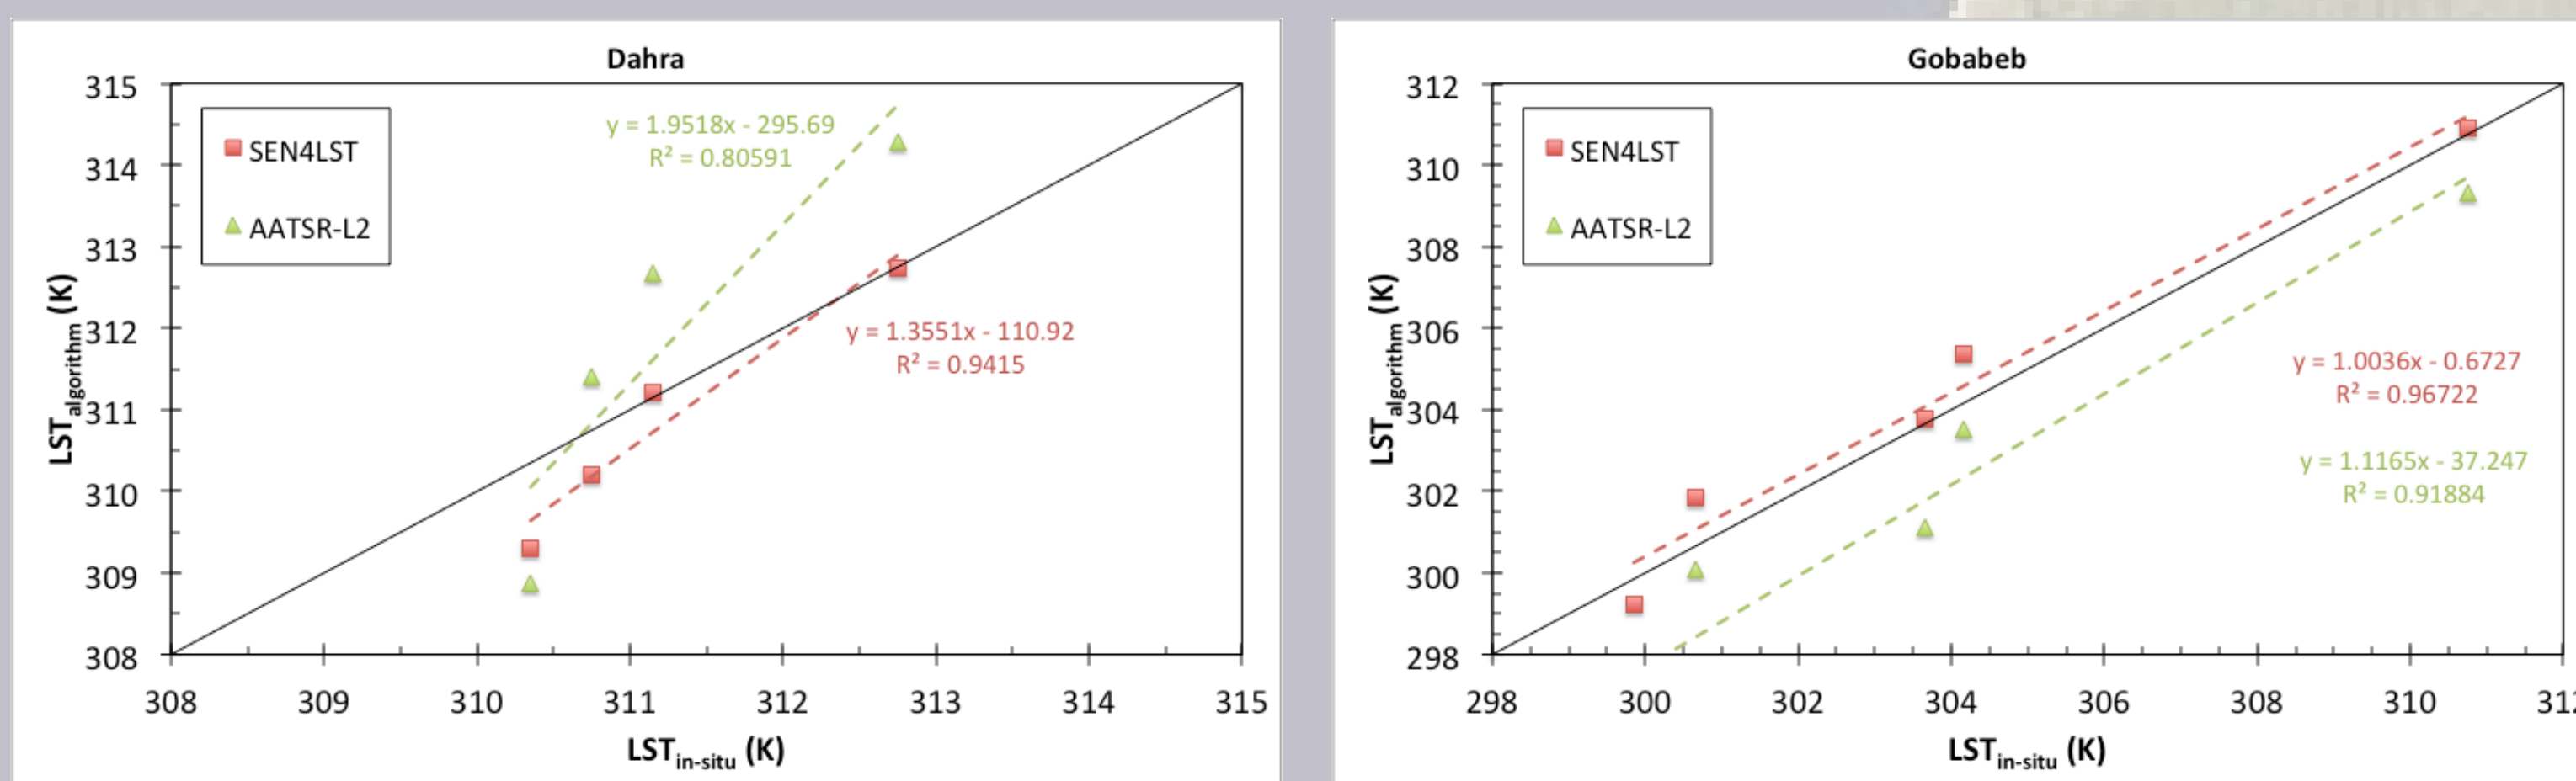 Dahra
315
314
313
312
311
310
309
308
SEN4LST
AATSR-L2
y = 1.9518x - 295.69
R² = 0.80591
y = 1.3551x - 110.92
R² = 0.9415
LSTalgorithm (K)
308 309 310 311 312 313 314 315
LSTin-situ (K)
Gobabeb
312
310
308
306
304
302
300
298
SEN4LST
AATSR-L2
y = 1.0036x - 0.6727
R² = 0.96722
y = 1.1165x - 37.247
R² = 0.91884
LSTalgorithm (K)
298 300 302 304 306 308 310 312
LSTin-situ (K)